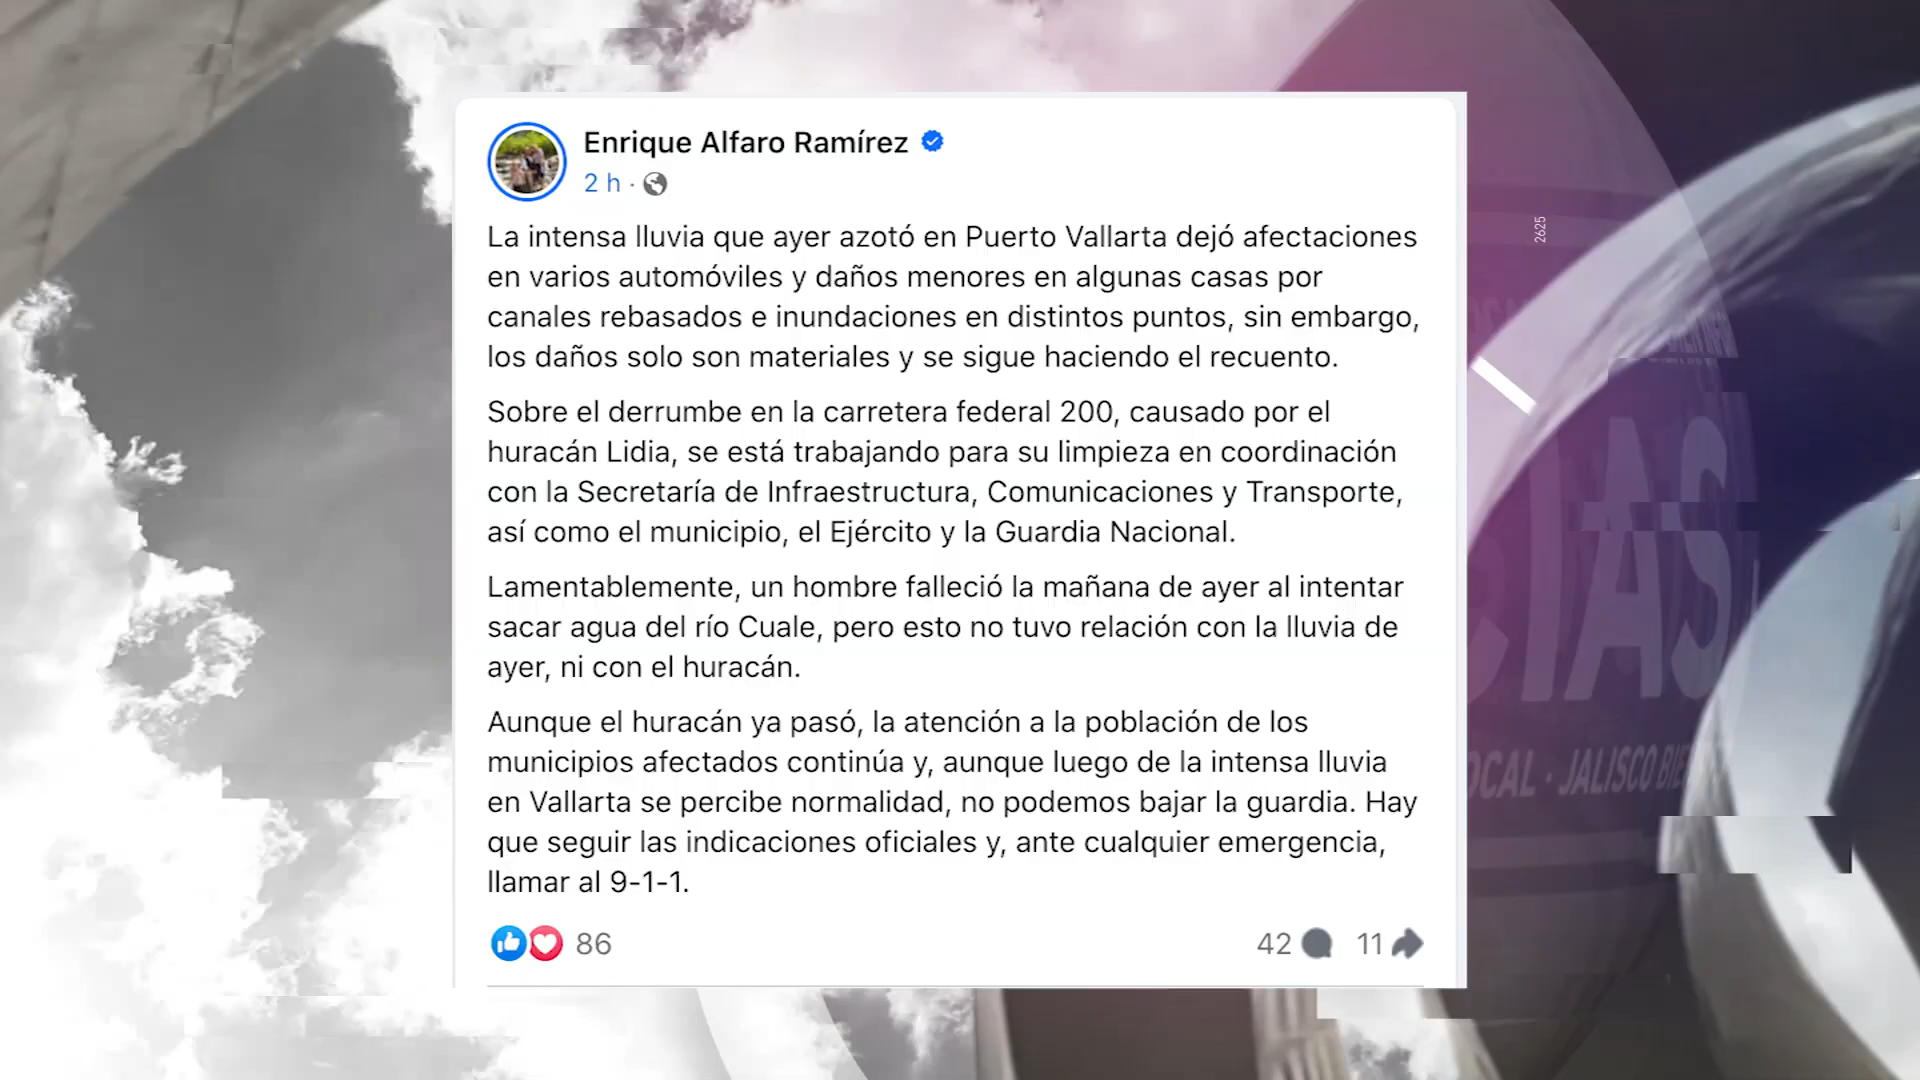 Enrique Alfaro Ramírez
2 h ·
La intensa lluvia que ayer azotó en Puerto Vallarta dejó afectaciones
en varios automóviles y daños menores en algunas casas por
canales rebasados e inundaciones en distintos puntos, sin embargo,
los daños solo son materiales y se sigue haciendo el recuento.
Sobre el derrumbe en la carretera federal 200, causado por el
huracán Lidia, se está trabajando para su limpieza en coordinación
con la Secretaría de Infraestructura, Comunicaciones y Transporte,
así como el municipio, el Ejército y la Guardia Nacional.
Lamentablemente, un hombre falleció la mañana de ayer al intentar
sacar agua del río Cuale, pero esto no tuvo relación con la lluvia de
ayer, ni con el huracán.
Aunque el huracán ya pasó, la atención a la población de los
municipios afectados continúa y, aunque luego de la intensa lluvia
en Vallarta se percibe normalidad, no podemos bajar la guardia. Hay
que seguir las indicaciones oficiales y, ante cualquier emergencia,
llamar al 9-1-1.
86
42 11
2625
JALISCO